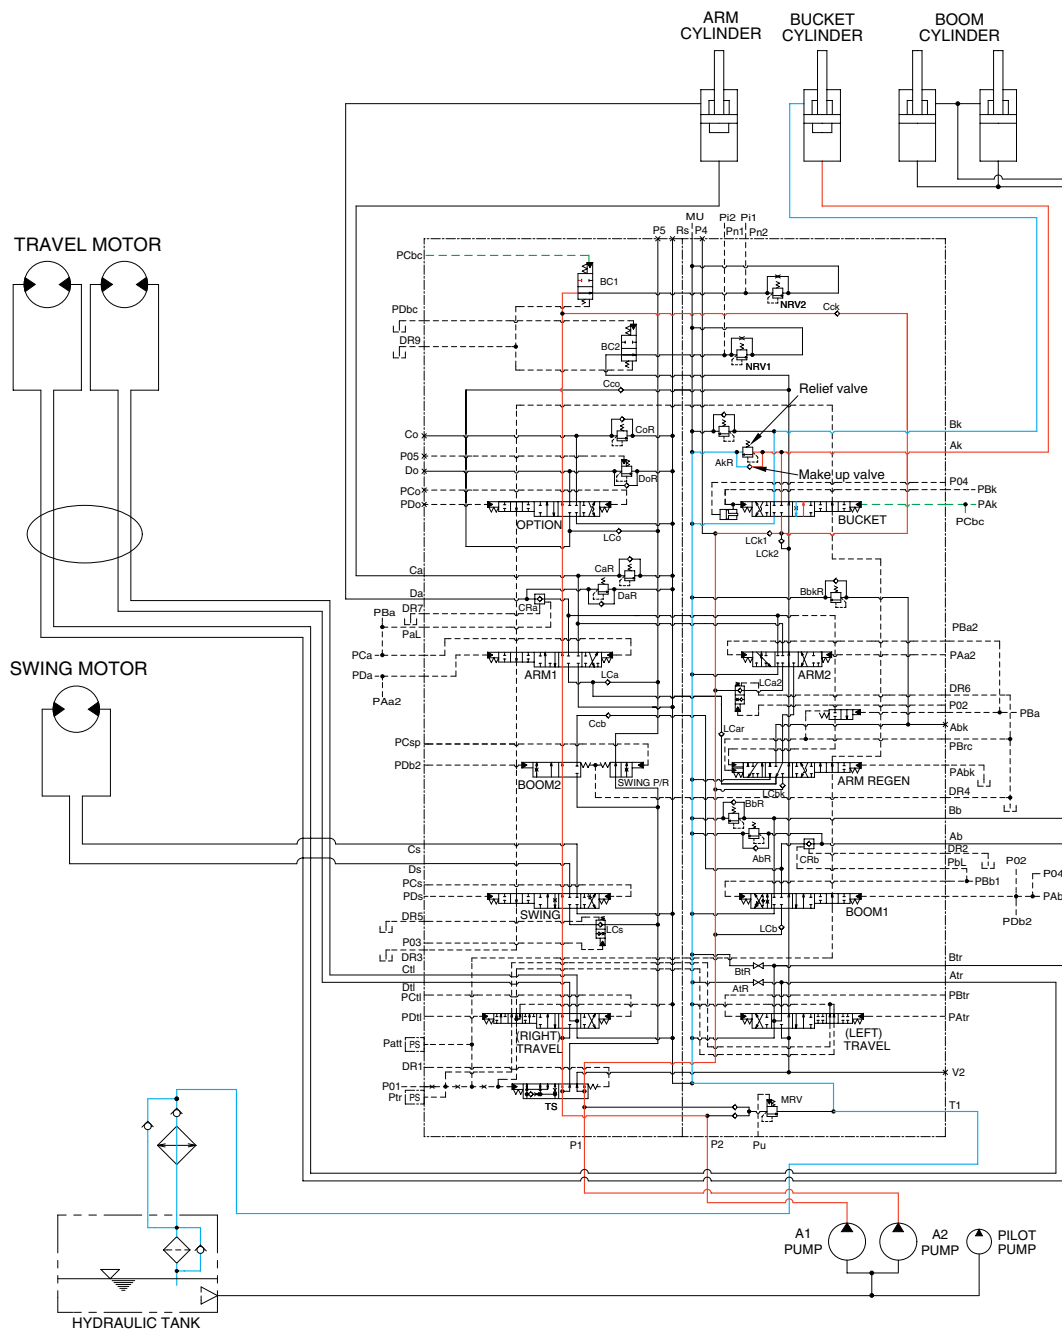 ARM
CYLINDER
BUCKET
CYLINDER
BOOM
CYLINDER
TRAVEL MOTOR
MU
Pi2 Pi1
P5 Rs P4 Pn1 Pn2
PCbc
BC1
NRV2
Cck
PDbc
DR9
BC2
NRV1
Cco
Relief valve
Co
CoR
Bk
Ak
P05
Do
DoR
AkR
Make up valve
P04
PCo
PBk
PDo
PAk
OPTION
BUCKET
PCbc
LCo
LCk1
LCk2
Ca
CaR
Da
DaR
BbkR
DR7
CRa
PBa
PaL
PBa2
PCa
PAa2
SWING MOTOR
PDa
ARM1
ARM2
PAa2
LCa
LCa2
DR6
P02
PBa
Ccb
LCar
Abk
PCsp
PBrc
PDb2
PAbk
BOOM2
SWING P/R
ARM REGEN
LCbk
DR4
BbR
Bb
Cs
AbR
CRb
Ab
Ds
DR2
PbL
P02
PCs
PBb1
P04
PDs
PAb
SWING
BOOM1
DR5
LCs
PDb2
P03
LCb
DR3
Ctl
BtR
Btr
Dtl
AtR
Atr
PCtl
PBtr
PDtl
PAtr
(RIGHT)
TRAVEL
(LEFT)
TRAVEL
Patt PS
DR1
P01
V2
Ptr PS
TS
MRV
T1
P1
P2
Pu
A1
PUMP
A2
PUMP
PILOT
PUMP
HYDRAULIC TANK